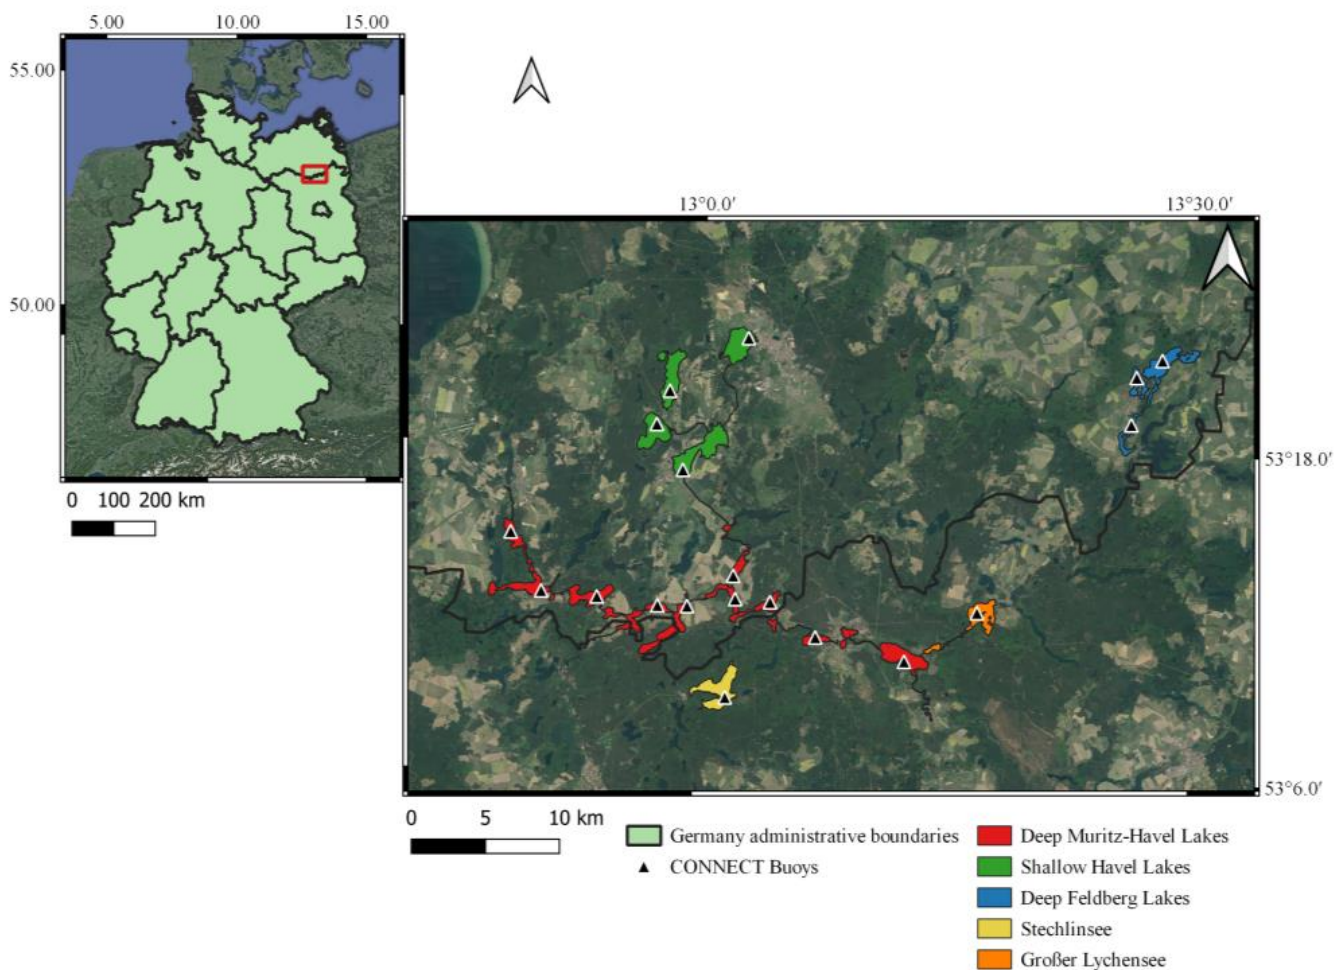 5.00 10.00 15.00
55.00
50.00
0 100 200 km
13°0.0′ 13°30.0′
53°18.0′
53°6.0′
0 5 10 km
Germany administrative boundaries
CONNECT Buoys
Deep Muritz-Havel Lakes
Shallow Havel Lakes
Deep Feldberg Lakes
Stechlinsee
Großer Lychensee